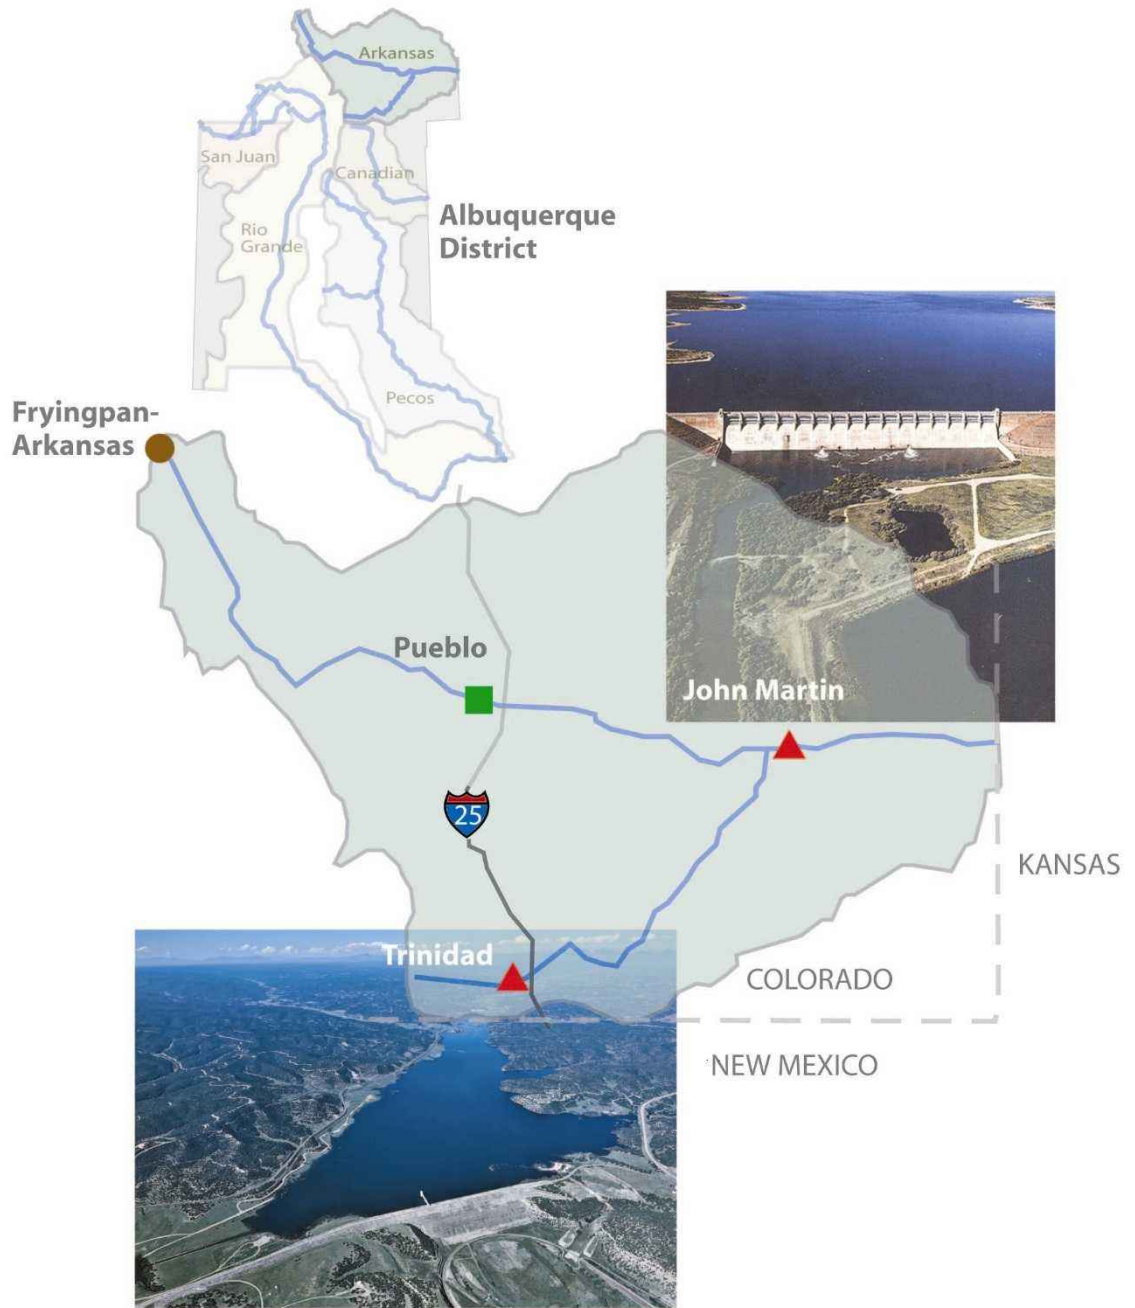 Arkansas
San Juan
Canadian
Albuquerque
District
Rio
Grande
Pecos
Fryingpan-
Arkansas
Pueblo
John Martin
25
KANSAS
Trinidad
COLORADO
NEW MEXICO